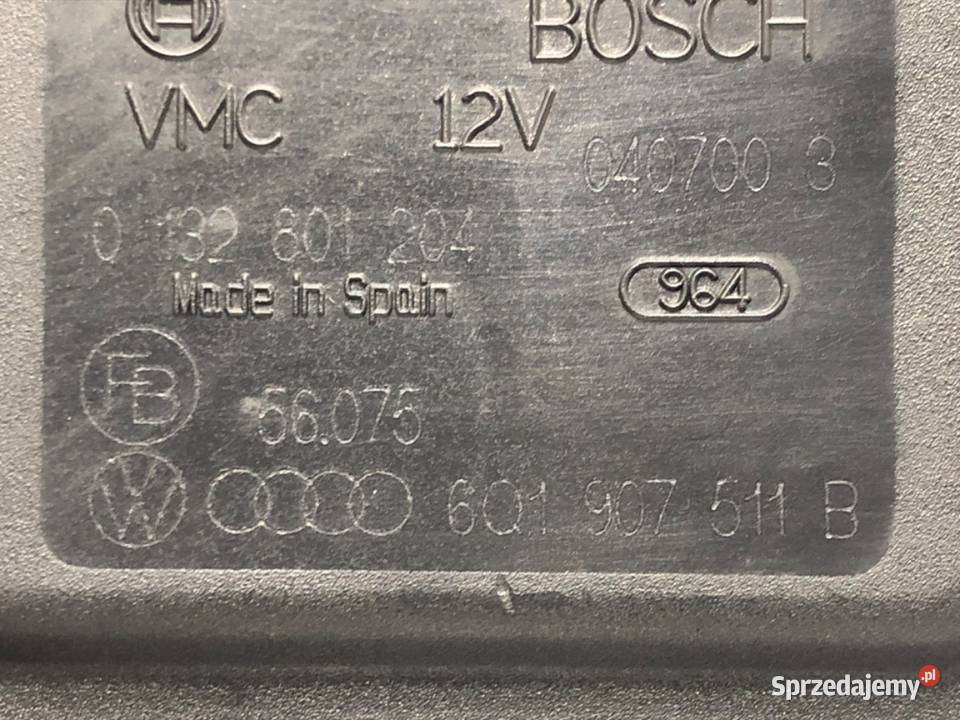 H BOSCH
VMC 12V
040700 3
0 132 801 204
Made in Spain 964
FB 56.075
VW 6Q1 907 511 B
Sprzedajemy.pl